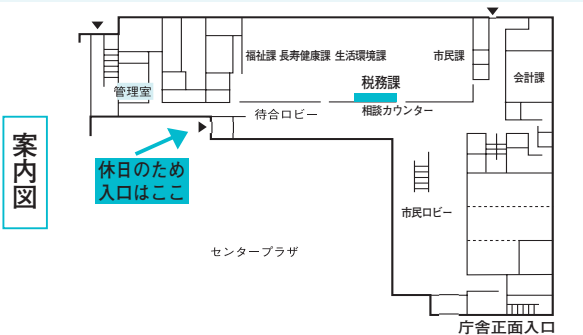 福祉課 長寿健康課 生活環境課
市民課
税務課
会計課
管理室
相談カウンター
待合ロビー
案内図
休日のため
入口はここ
市民ロビー
センタープラザ
庁舎正面入口